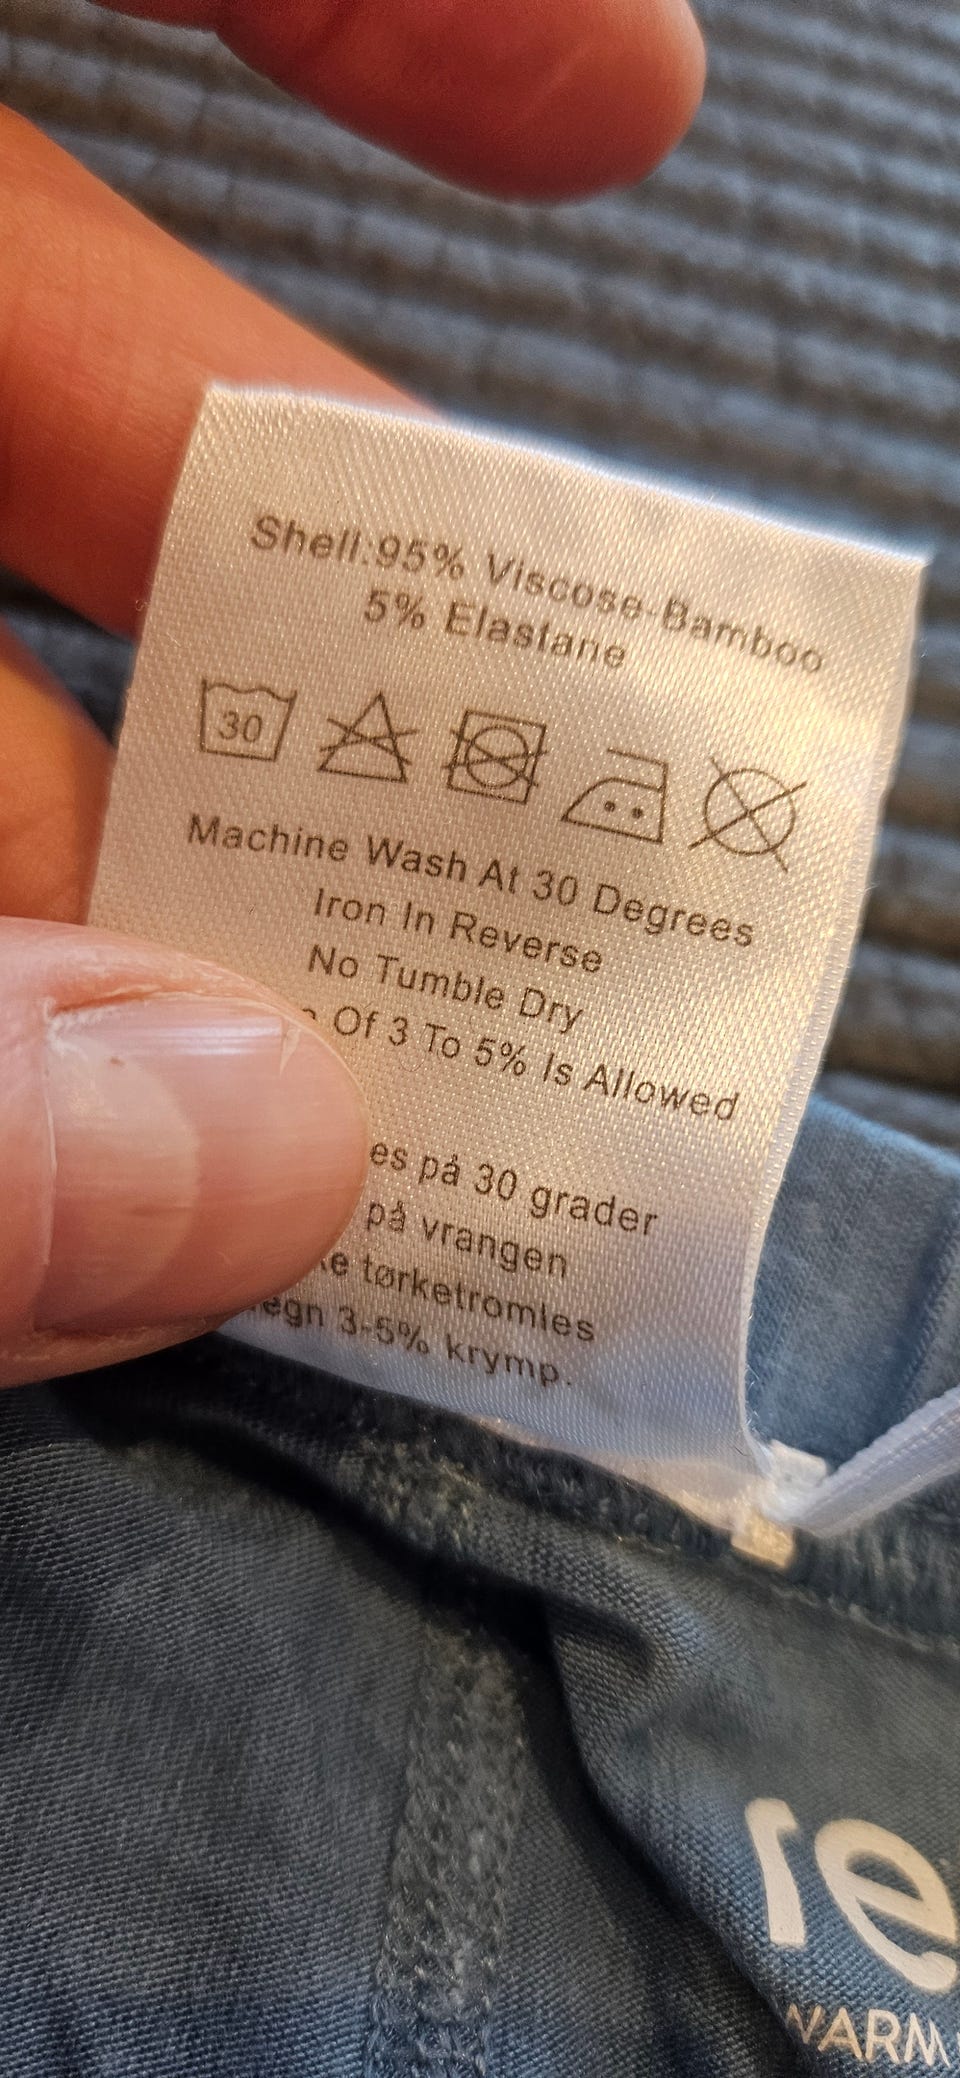 Shell:95% Viscose-Bamboo
5% Elastane
30
Machine Wash At 30 Degrees
Iron In Reverse
No Tumble Dry
Of 3 To 5% Is Allowed
på 30 grader
på vrangen
tørketromles
3-5% krymp.
re
WARM